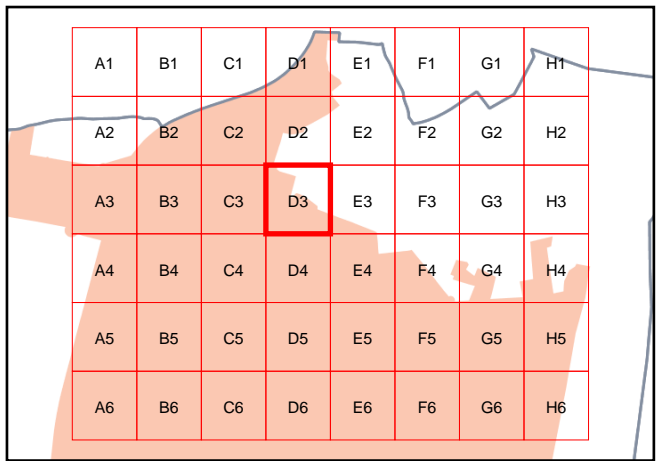 A1 B1 C1 D1 E1 F1 G1 H1
A2 B2 C2 D2 E2 F2 G2 H2
A3 B3 C3 D3 E3 F3 G3 H3
A4 B4 C4 D4 E4 F4 G4 H4
A5 B5 C5 D5 E5 F5 G5 H5
A6 B6 C6 D6 E6 F6 G6 H6